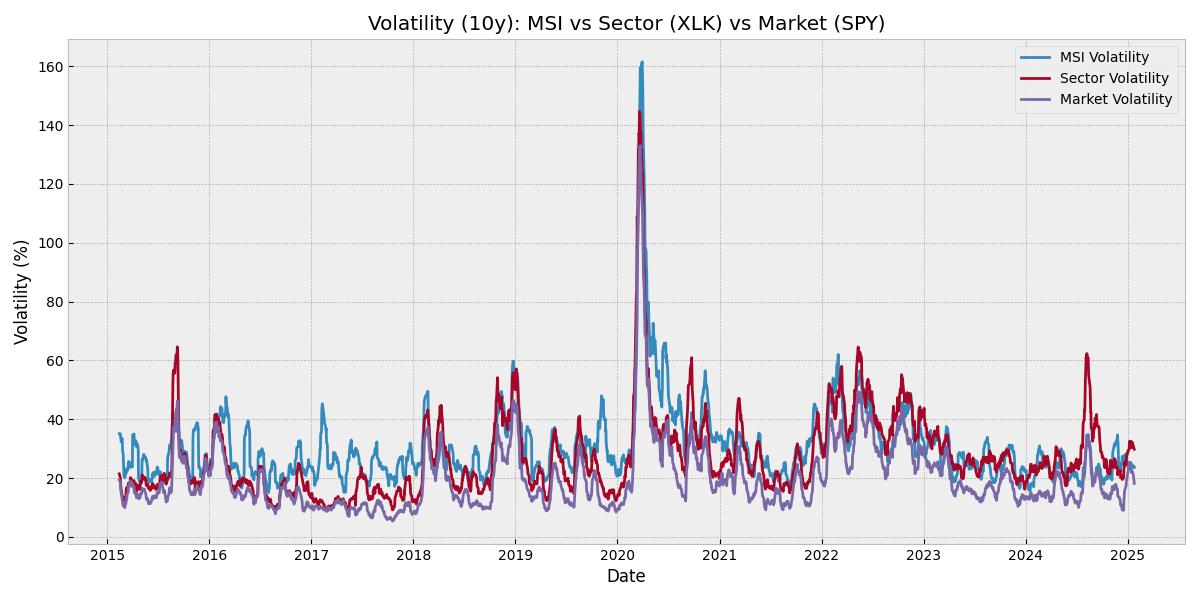 Volatility (10y): MSI vs Sector (XLK) vs Market (SPY)
MSI Volatility
Sector Volatility
Market Volatility
Volatility (%)
160
140
120
100
80
60
40
20
0
2015 2016 2017 2018 2019 2020 2021 2022 2023 2024 2025
Date